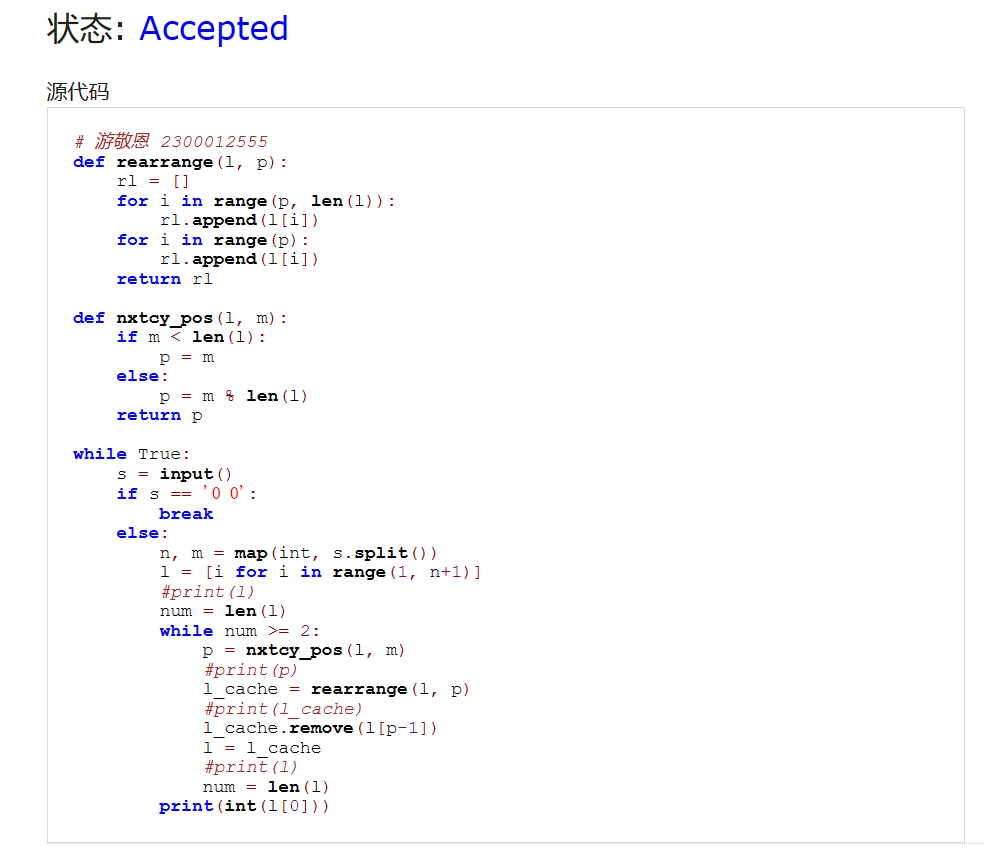 状态: Accepted
源代码
# 游敬恩 2300012555
def rearrange(l, p):
    rl = []
    for i in range(p, len(l)):
        rl.append(l[i])
    for i in range(p):
        rl.append(l[i])
    return rl
def nxtcy_pos(l, m):
    if m < len(l):
        p = m
    else:
        p = m % len(l)
    return p
while True:
    s = input()
    if s == '0 0':
        break
    else:
        n, m = map(int, s.split())
        l = [i for i in range(1, n+1)]
        #print(l)
        num = len(l)
        while num >= 2:
            p = nxtcy_pos(l, m)
            #print(p)
            l_cache = rearrange(l, p)
            #print(l_cache)
            l_cache.remove(l[p-1])
            l = l_cache
            #print(l)
            num = len(l)
        print(int(l[0]))